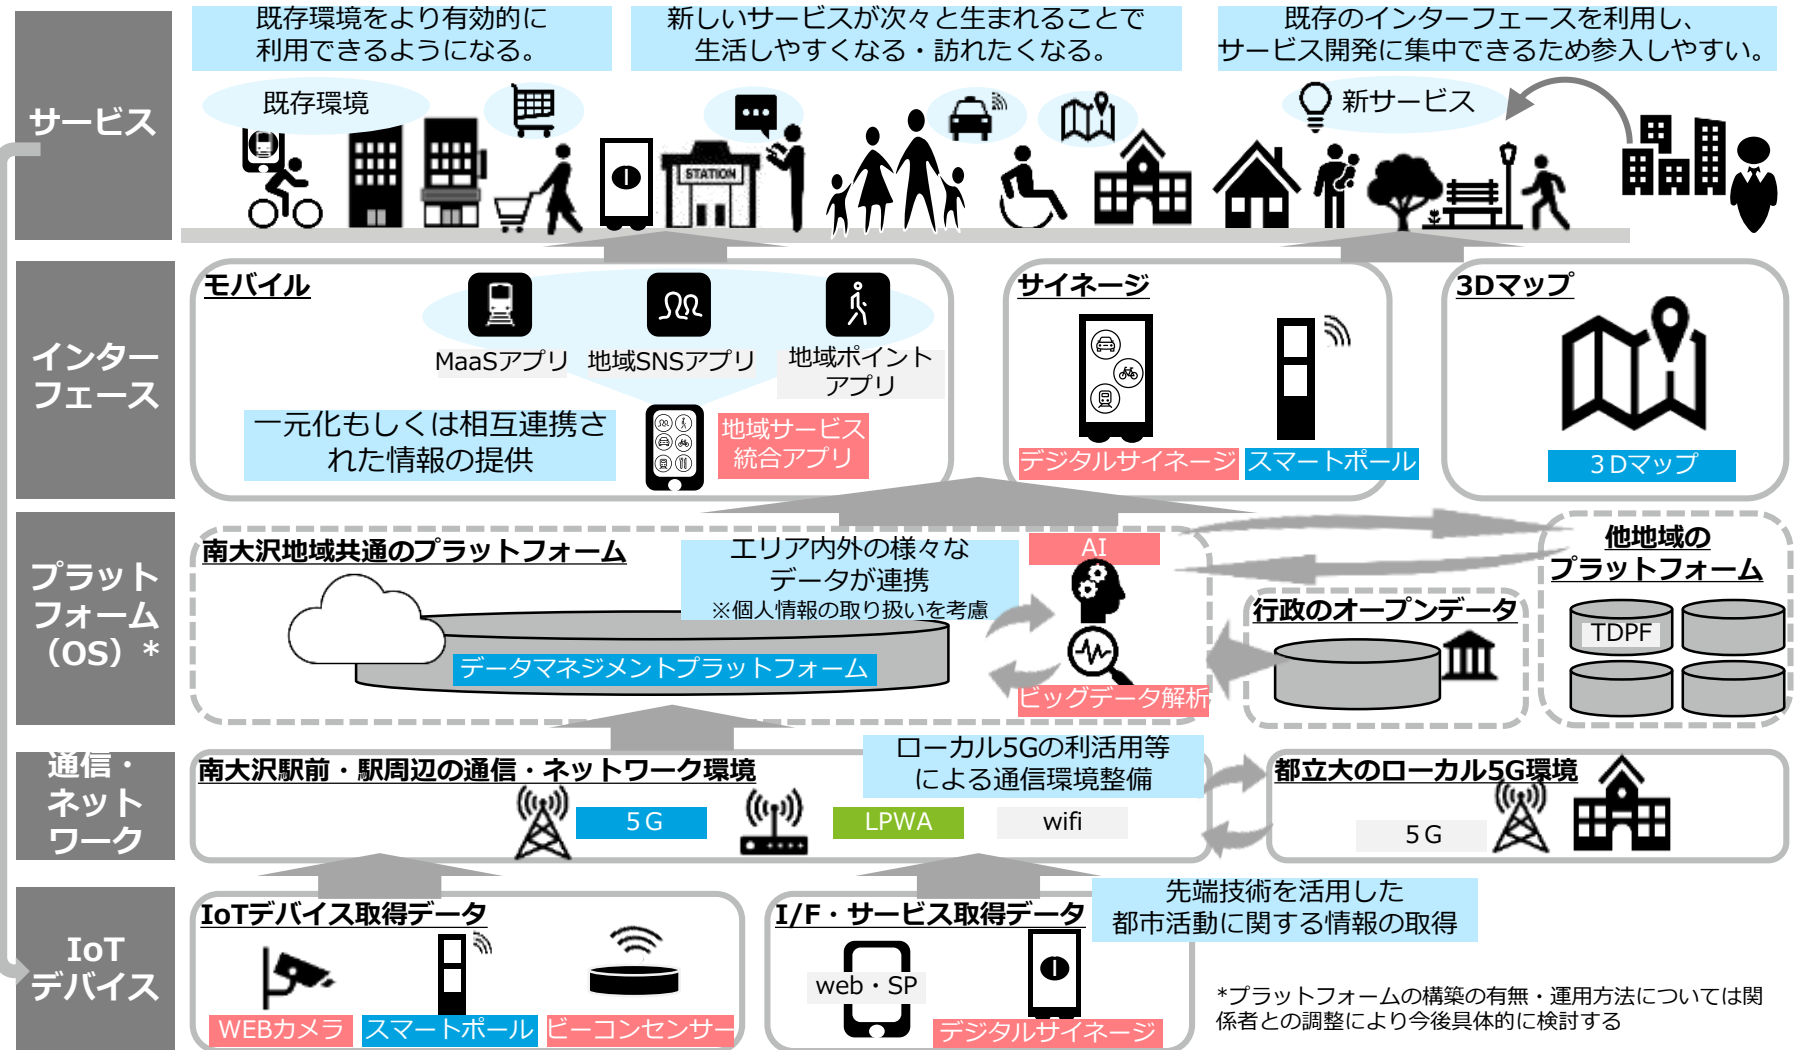 サービス
既存環境をより有効的に
利用できるようになる。
新しいサービスが次々と生まれることで
生活しやすくなる・訪れたくなる。
既存のインターフェースを利用し、
サービス開発に集中できるため参入しやすい。
既存環境
新サービス
STATION
インター
フェース
モバイル
MaaSアプリ
地域SNSアプリ
地域ポイント
アプリ
一元化もしくは相互連携さ
れた情報の提供
地域サービス
統合アプリ
サイネージ
デジタルサイネージ
スマートポール
3Dマップ
３Dマップ
プラット
フォーム
（OS）*
南大沢地域共通のプラットフォーム
エリア内外の様々な
データが連携
※個人情報の取り扱いを考慮
データマネジメントプラットフォーム
AI
ビッグデータ解析
行政のオープンデータ
他地域の
プラットフォーム
TDPF
通信・
ネット
ワーク
南大沢駅前・駅周辺の通信・ネットワーク環境
ローカル5Gの利活用等
による通信環境整備
５G
LPWA
wifi
都立大のローカル5G環境
５G
IoT
デバイス
IoTデバイス取得データ
WEBカメラ
スマートポール
ビーコンセンサー
I/F・サービス取得データ
web・SP
デジタルサイネージ
先端技術を活用した
都市活動に関する情報の取得
*プラットフォームの構築の有無・運用方法については関
係者との調整により今後具体的に検討する